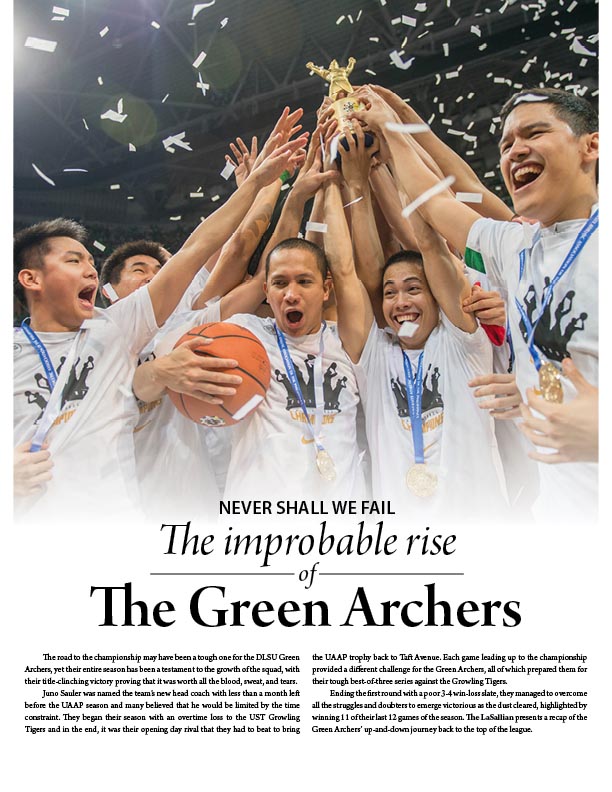 NEVER SHALL WE FAIL
The improbable rise
of
The Green Archers
The road to the championship may have been a tough one for the DLSU Green
Archers, yet their entire season has been a testament to the growth of the squad, with
their title-clinching victory proving that it was worth all the blood, sweat, and tears.
Juno Sauler was named the team's new head coach with less than a month left
before the UAAP season and many believed that he would be limited by the time
constraint. They began their season with an overtime loss to the UST Growling
Tigers and in the end, it was their opening day rival that they had to beat to bring
the UAAP trophy back to Taft Avenue. Each game leading up to the championship
provided a different challenge for the Green Archers, all of which prepared them for
their tough best-of-three series against the Growling Tigers.
Ending the first round with a poor 3-4 win-loss slate, they managed to overcome
all the struggles and doubters to emerge victorious as the dust cleared, highlighted by
winning 11 of their last 12 games of the season. The LaSallian presents a recap of the
Green Archers' up-and-down journey back to the top of the league.